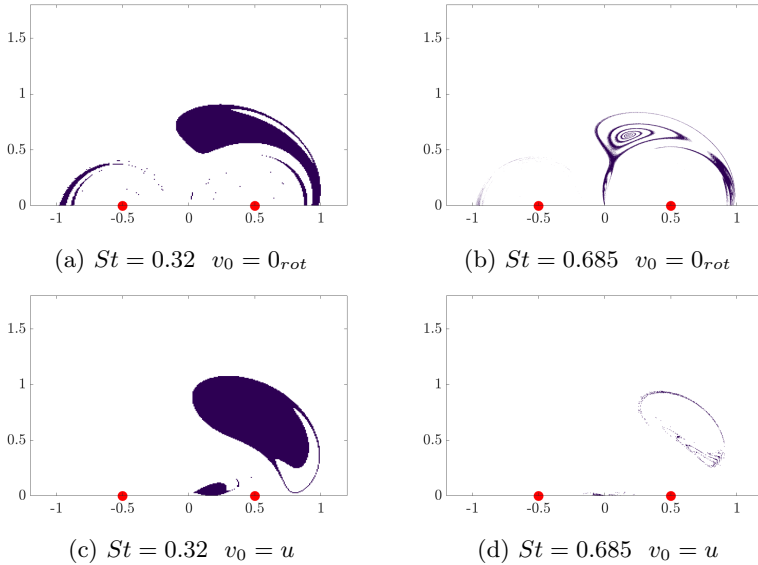 1.5
1.5
1
1
0.5
0.5
0
0
-1 -0.5 0 0.5 1
-1 -0.5 0 0.5 1
(a) St = 0.32 v₀ = 0ᵣₒₜ
(b) St = 0.685 v₀ = 0ᵣₒₜ
1.5
1.5
1
1
0.5
0.5
0
0
-1 -0.5 0 0.5 1
-1 -0.5 0 0.5 1
(c) St = 0.32 v₀ = u
(d) St = 0.685 v₀ = u